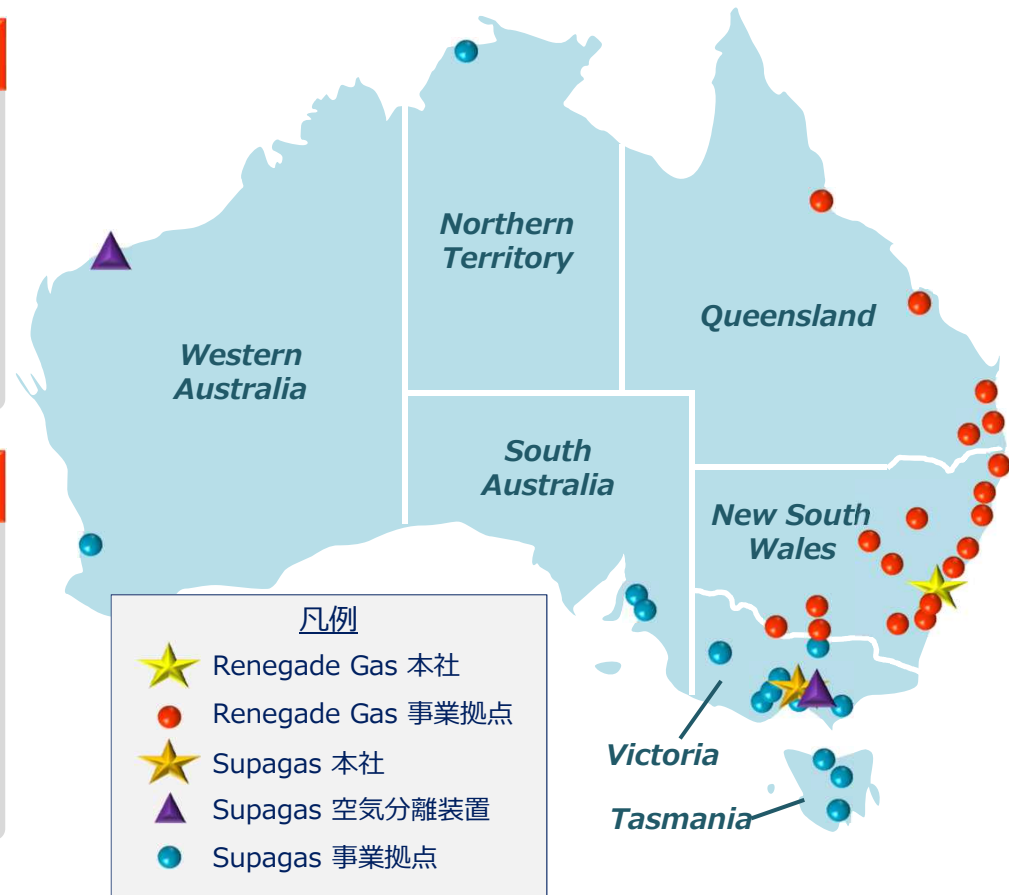 Northern
Territory
Queensland
Western
Australia
South
Australia
New South
Wales
凡例
Renegade Gas 本社
Renegade Gas 事業拠点
Supagas 本社
Supagas 空気分離装置
Supagas 事業拠点
Victoria
Tasmania